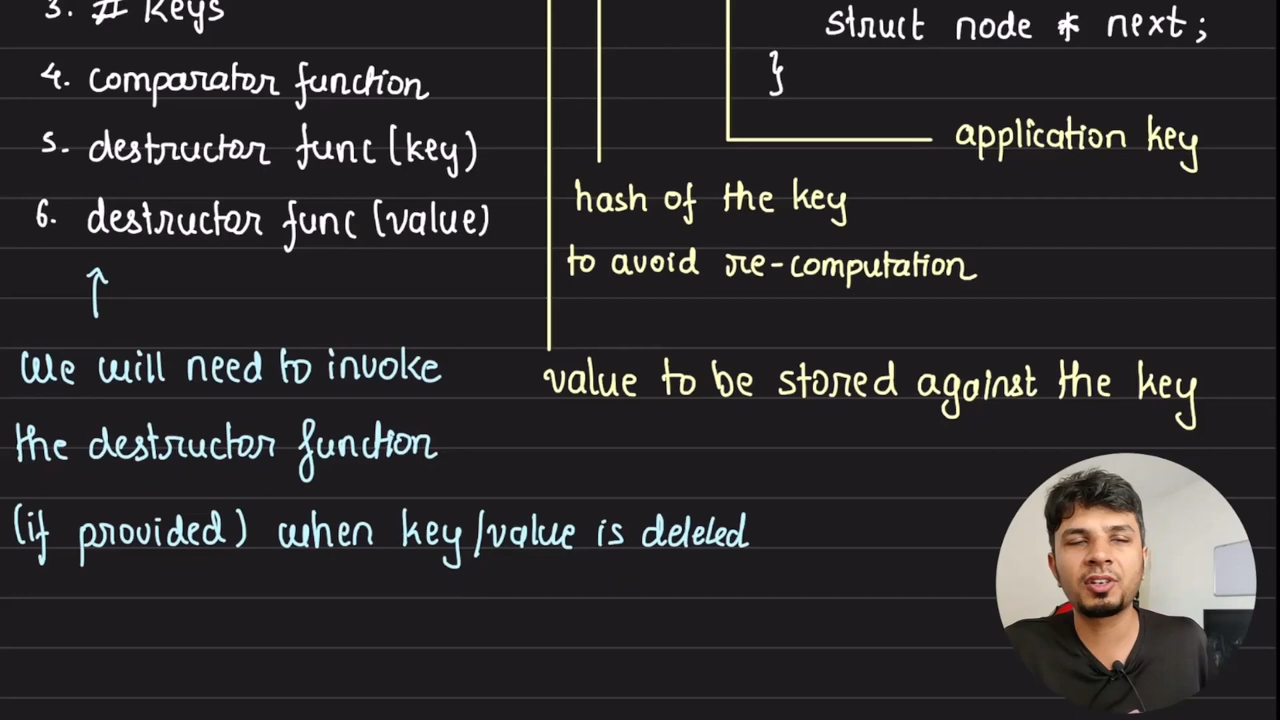 3. # Keys
4. comparator function
5. destructor func (key)
6. destructor func (value)
↑
we will need to invoke
the destructor function
(if provided) when key/value is deleted
struct node * next;
}
application key
hash of the key
to avoid re-computation
value to be stored against the key